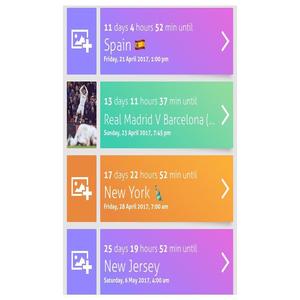 11 days 4 hours 52 min until
Spain 🇪🇸
Friday, 21 April 2017, 1:00 pm
13 days 11 hours 37 min until
Real Madrid V Barcelona (...
Sunday, 23 April 2017, 7:45 pm
17 days 22 hours 52 min until
New York 🗽
Friday, 28 April 2017, 7:00 am
25 days 19 hours 52 min until
New Jersey
Saturday, 6 May 2017, 4:00 am